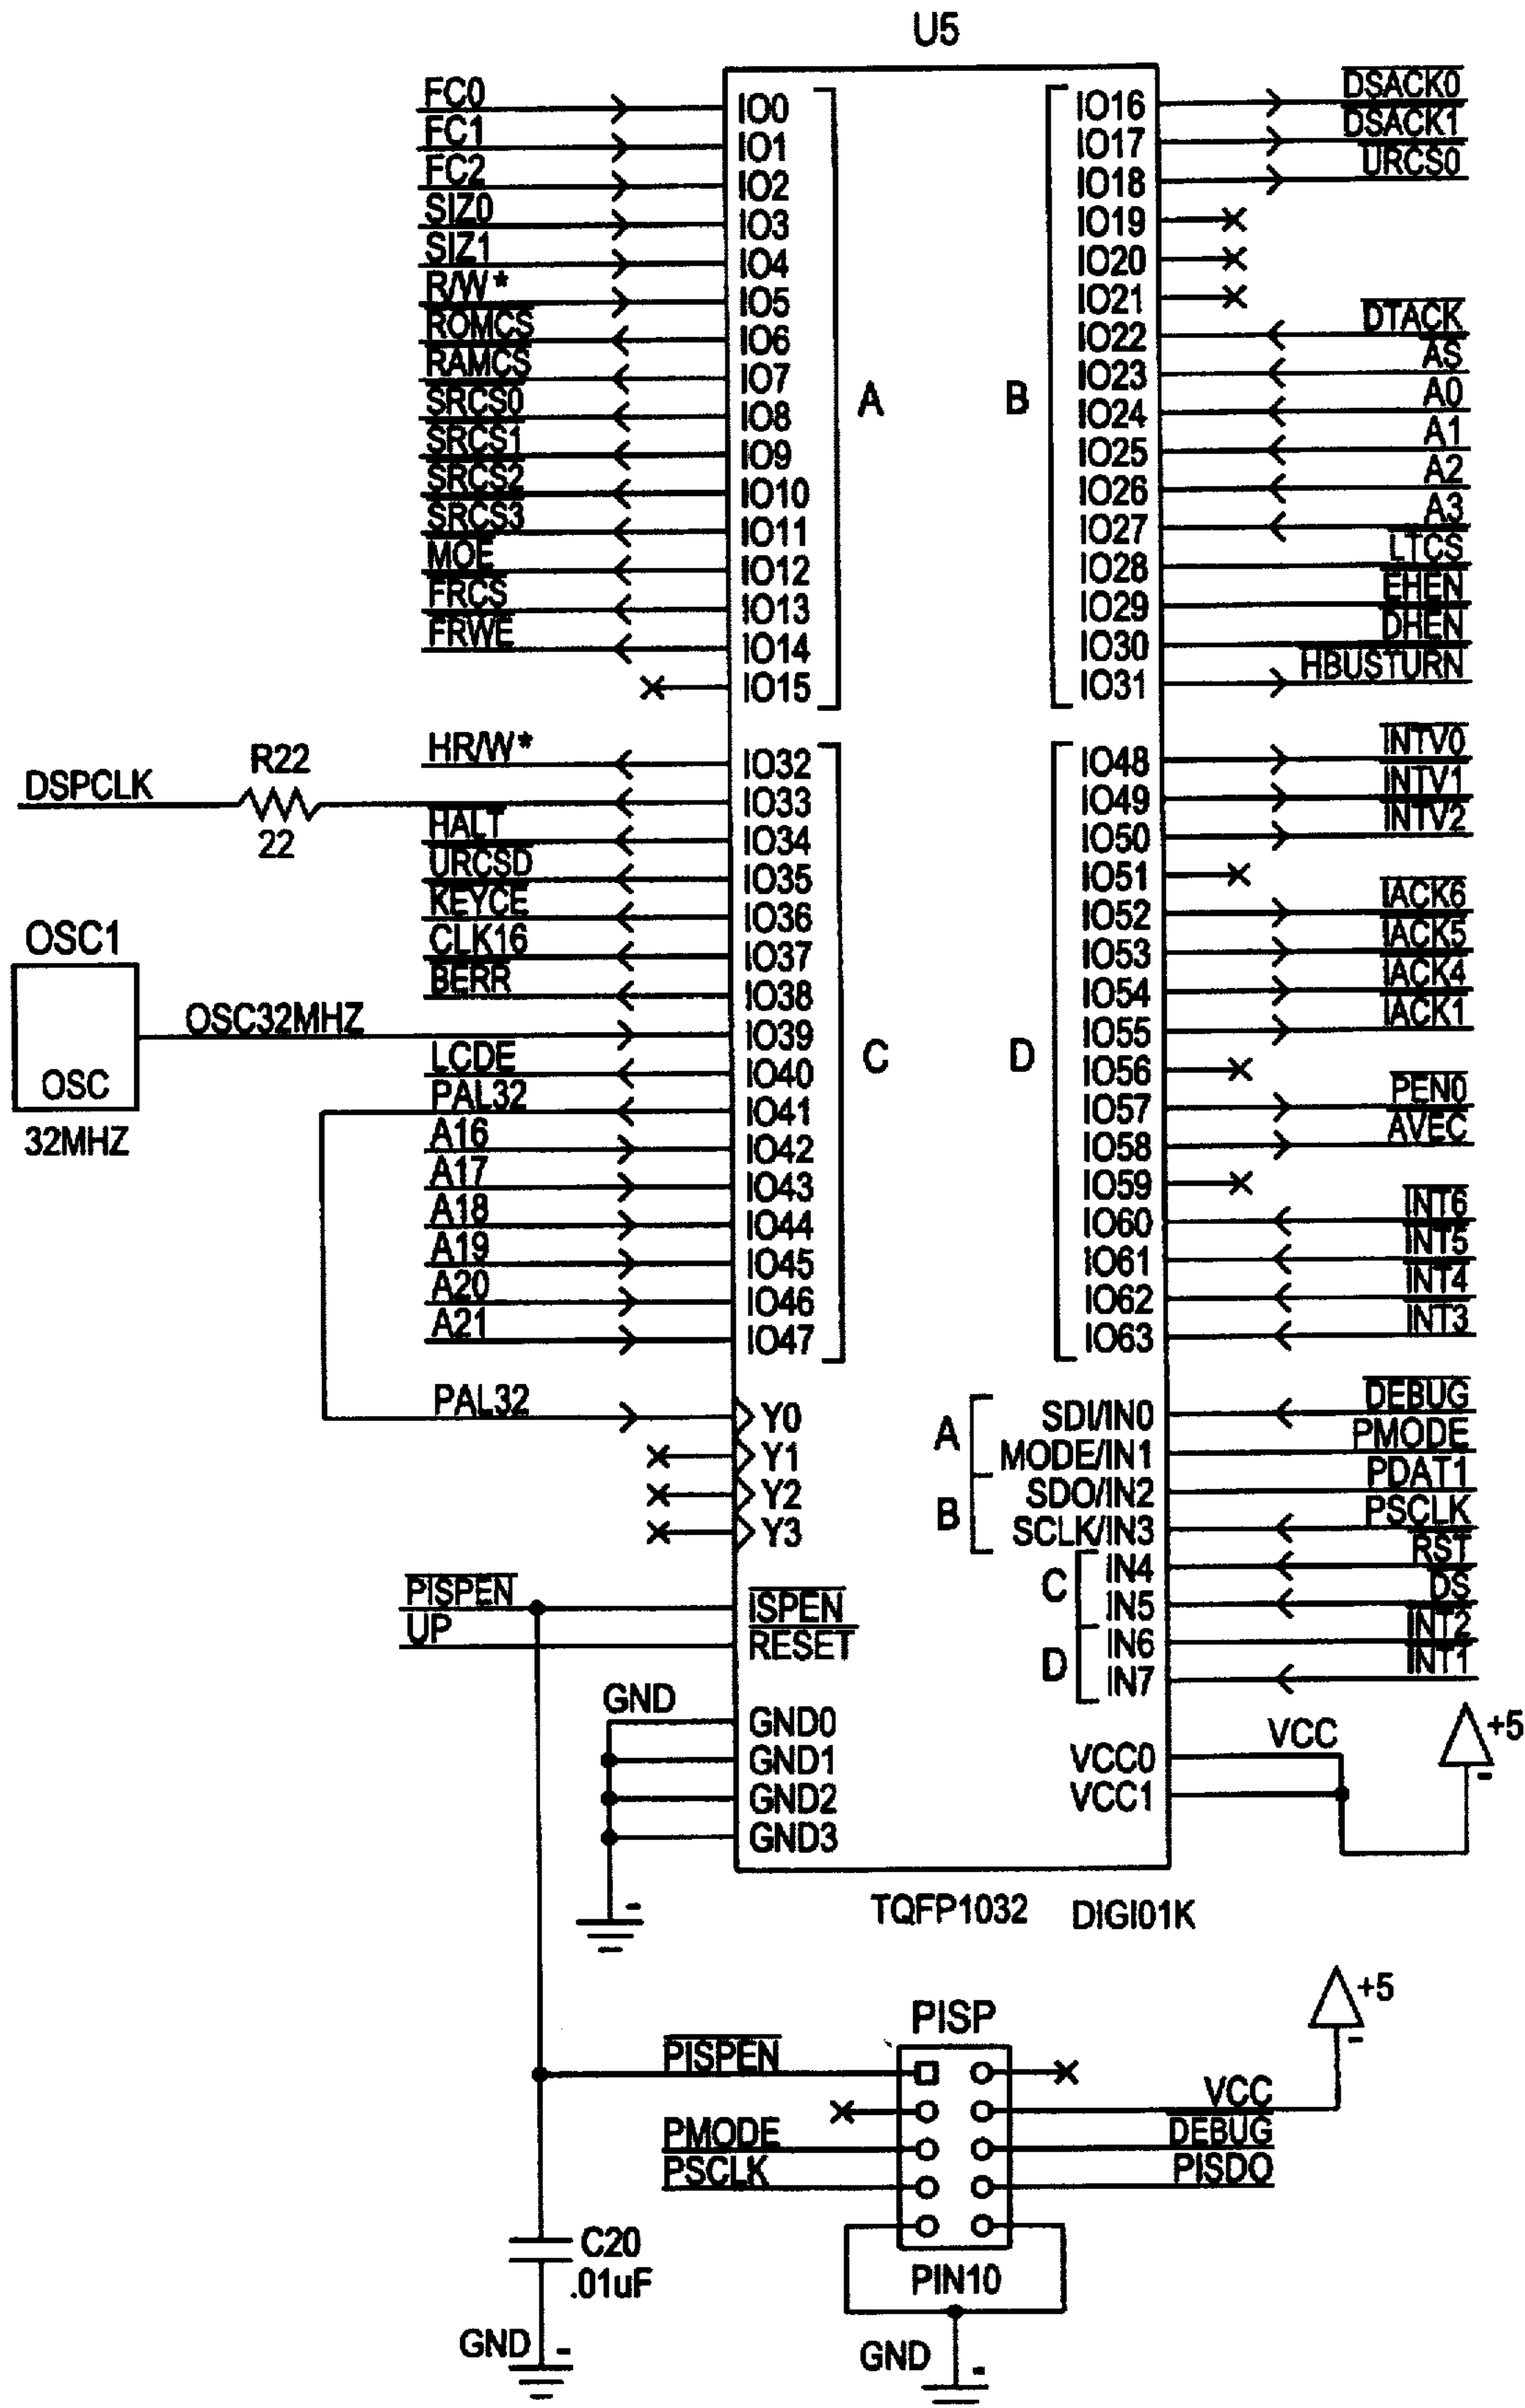 U5
FC0 IO0 IO16 DSACK0
FC1 IO1 IO17 DSACK1
FC2 IO2 IO18 URCS0
SIZ0 IO3 IO19
SIZ1 IO4 IO20
R/W* IO5 IO21
ROMCS IO6 IO22 DTACK
RAMCS IO7 IO23 AS
A B
SRCS0 IO8 IO24 A0
SRCS1 IO9 IO25 A1
SRCS2 IO10 IO26 A2
SRCS3 IO11 IO27 A3
MOE IO12 IO28 LTCS
FRCS IO13 IO29 EHEN
FRWE IO14 IO30 DHEN
IO15 IO31 HBUSTURN
HR/W* IO32 IO48 INTV0
DSPCLK R22 22 IO33 IO49 INTV1
HALT IO34 IO50 INTV2
URCSD IO35 IO51
KEYCE IO36 IO52 IACK6
CLK16 IO37 IO53 IACK5
BERR IO38 IO54 IACK4
OSC1
OSC
32MHZ
OSC32MHZ IO39 IO55 IACK1
C D
LCDE IO40 IO56
PAL32 IO41 IO57 PEN0
A16 IO42 IO58 AVEC
A17 IO43 IO59
A18 IO44 IO60 INT6
A19 IO45 IO61 INT5
A20 IO46 IO62 INT4
A21 IO47 IO63 INT3
PAL32 Y0 A SDI/IN0 DEBUG
Y1 MODE/IN1 PMODE
Y2 B SDO/IN2 PDAT1
Y3 SCLK/IN3 PSCLK
C IN4 RST
PISPEN ISPEN IN5 DS
UP RESET D IN6 INT2
IN7 INT1
GND GND0 VCC +5
GND1 VCC0
GND2 VCC1
GND3
TQFP1032 DIGI01K
PISP +5
PISPEN
VCC
PMODE DEBUG
PSCLK PISDO
C20
.01uF
PIN10
GND GND